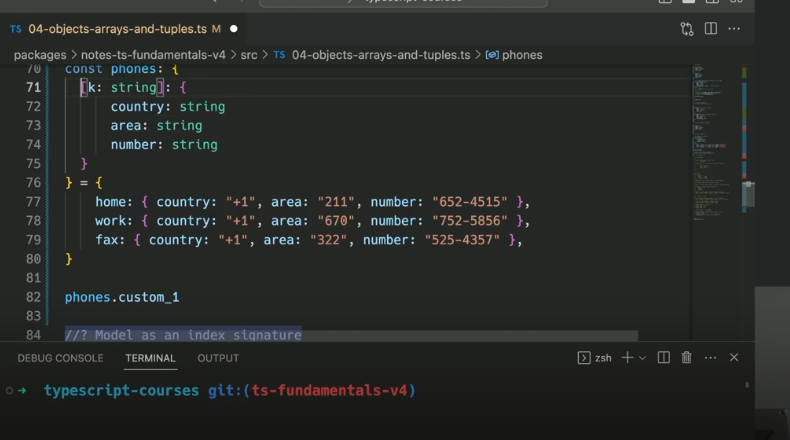 TS 04-objects-arrays-and-tuples.ts M
packages > notes-ts-fundamentals-v4 > src > TS 04-objects-arrays-and-tuples.ts > phones
70 const phones: {
71 [k: string]: {
72 country: string
73 area: string
74 number: string
75 }
76 } = {
77 home: { country: "+1", area: "211", number: "652-4515" },
78 work: { country: "+1", area: "670", number: "752-5856" },
79 fax: { country: "+1", area: "322", number: "525-4357" },
80 }
81
82 phones.custom_1
83
84 //? Model as an index signature
DEBUG CONSOLE TERMINAL OUTPUT zsh
typescript-courses git:(ts-fundamentals-v4)